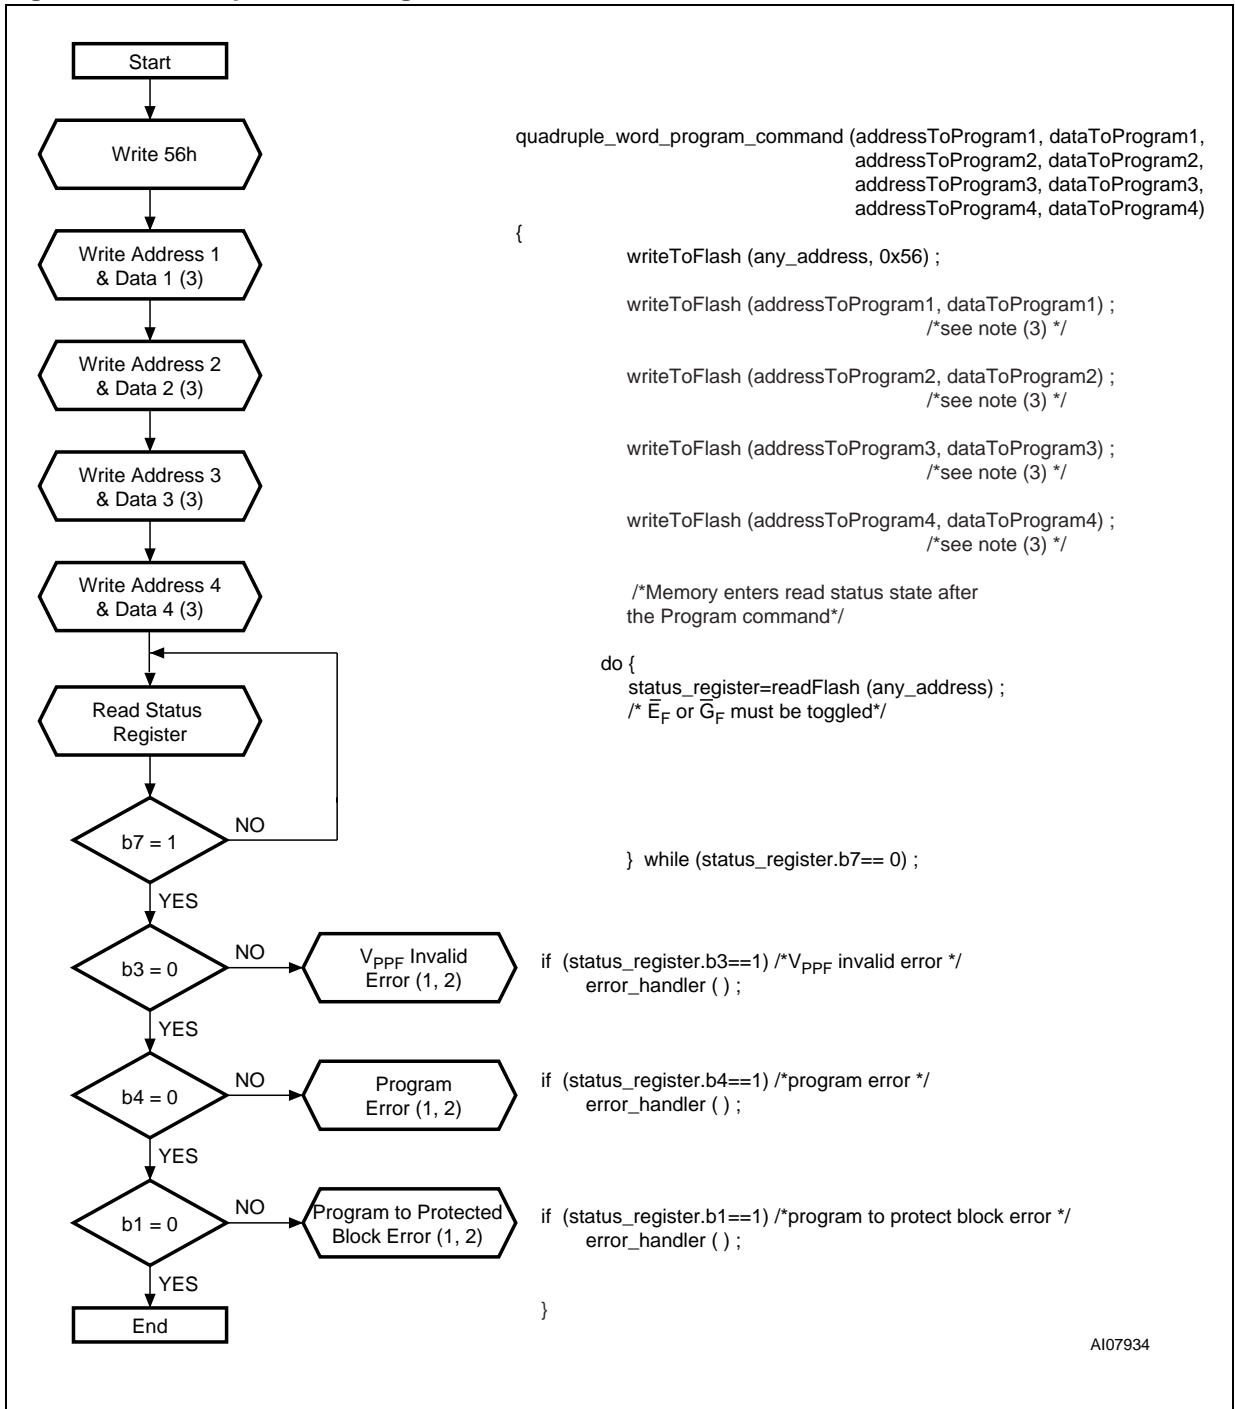 Start
Write 56h
Write Address 1
& Data 1 (3)
Write Address 2
& Data 2 (3)
Write Address 3
& Data 3 (3)
Write Address 4
& Data 4 (3)
Read Status
Register
b7 = 1
NO
YES
b3 = 0
NO
VPPF Invalid
Error (1, 2)
YES
b4 = 0
NO
Program
Error (1, 2)
YES
b1 = 0
NO
Program to Protected
Block Error (1, 2)
YES
End
quadruple_word_program_command (addressToProgram1, dataToProgram1,
addressToProgram2, dataToProgram2,
addressToProgram3, dataToProgram3,
addressToProgram4, dataToProgram4)
{
writeToFlash (any_address, 0x56) ;
writeToFlash (addressToProgram1, dataToProgram1) ;
/*see note (3) */
writeToFlash (addressToProgram2, dataToProgram2) ;
/*see note (3) */
writeToFlash (addressToProgram3, dataToProgram3) ;
/*see note (3) */
writeToFlash (addressToProgram4, dataToProgram4) ;
/*see note (3) */
/*Memory enters read status state after
the Program command*/
do {
status_register=readFlash (any_address) ;
/* E̅F or G̅F must be toggled*/
} while (status_register.b7== 0) ;
if (status_register.b3==1) /*VPPF invalid error */
error_handler ( ) ;
if (status_register.b4==1) /*program error */
error_handler ( ) ;
if (status_register.b1==1) /*program to protect block error */
error_handler ( ) ;
}
AI07934